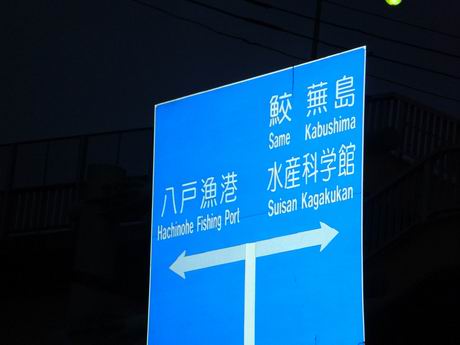 鮫 蕪島
Same Kabushima
八戸漁港
Hachinohe Fishing Port
水産科学館
Suisan Kagakukan